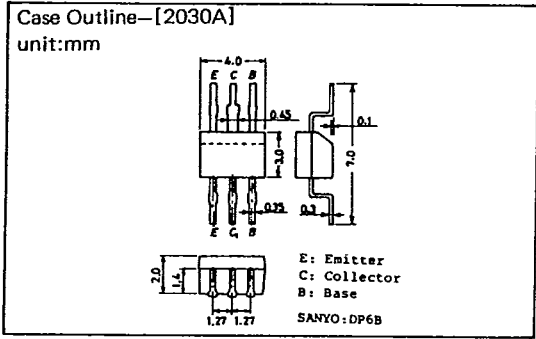 Case Outline—[2030A]
unit:mm
4.0
E C B
0.45
0.1
3.0
7.0
0.35
0.3
E C B
2.0
1.4
1.27 1.27
E: Emitter
C: Collector
B: Base
SANYO:DP6B